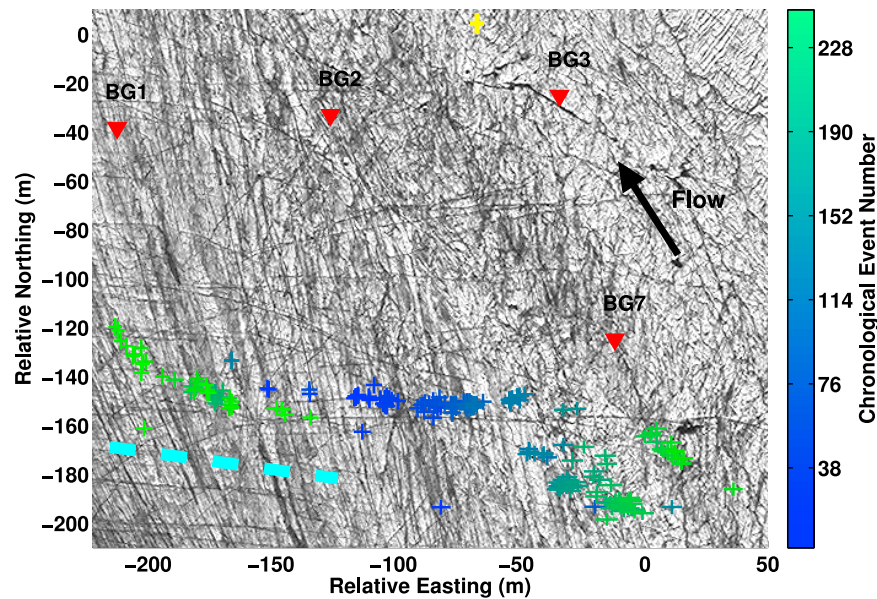 0
−20
−40
−60
−80
−100
−120
−140
−160
−180
−200
Relative Northing (m)
BG1
BG2
BG3
BG7
Flow
−200
−150
−100
−50
0
50
Relative Easting (m)
228
190
152
114
76
38
Chronological Event Number